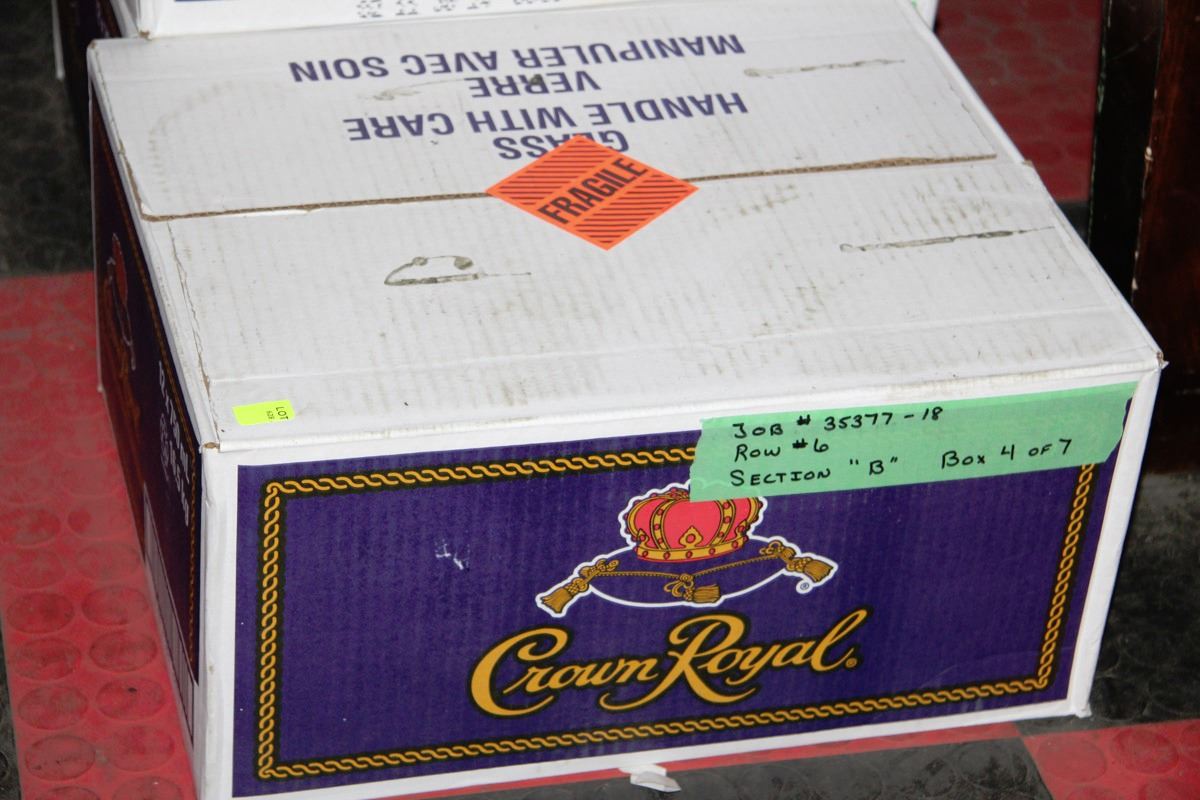 MANIPULER AVEC SOIN
VERRE
HANDLE WITH CARE
GLASS
FRAGILE
LOT
JOB # 35377-18
ROW #6
SECTION "B" BOX 4 OF 7
Crown Royal®
®